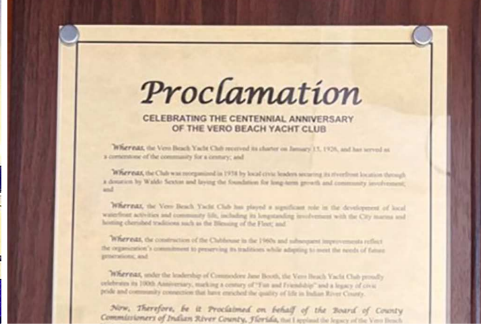 Proclamation
CELEBRATING THE CENTENNIAL ANNIVERSARY
OF THE VERO BEACH YACHT CLUB
Whereas, the Vero Beach Yacht Club received its charter on January 15, 1926, and has served as
a cornerstone of the community for a century; and
Whereas, the Club was reorganized in 1938 by local civic leaders securing its riverfront location through
a donation by Waldo Sexton and laying the foundation for long-term growth and community involvement;
and
Whereas, the Vero Beach Yacht Club has played a significant role in the development of local
waterfront activities and community life, including its longstanding involvement with the City marina and
hosting cherished traditions such as the Blessing of the Fleet; and
Whereas, the construction of the Clubhouse in the 1960s and subsequent improvements reflect
the organization's commitment to preserving its traditions while adapting to meet the needs of future
generations; and
Whereas, under the leadership of Commodore Jane Booth, the Vero Beach Yacht Club proudly
celebrates its 100th Anniversary, marking a century of "Fun and Friendship" and a legacy of civic
pride and community connection that have enriched the quality of life in Indian River County.
Now, Therefore, be it Proclaimed on behalf of the Board of County
Commissioners of Indian River County, Florida, that I applaud the legacy of the Vero Beach